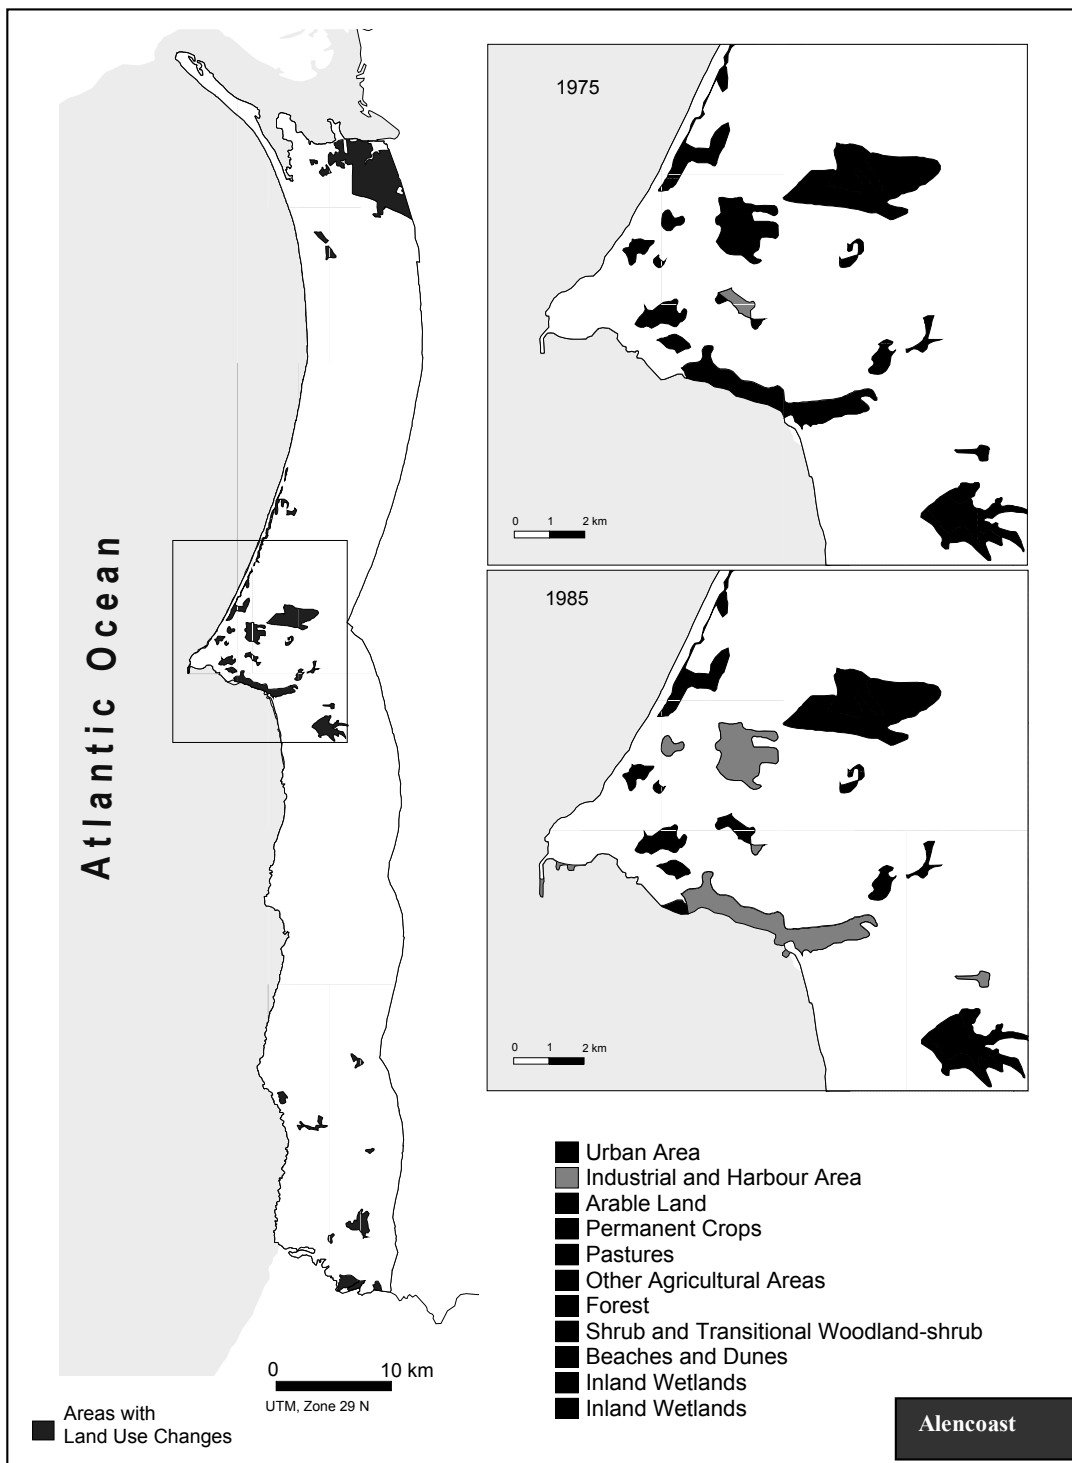 1975
0 1 2 km
1985
0 1 2 km
Atlantic Ocean
Urban Area
Industrial and Harbour Area
Arable Land
Permanent Crops
Pastures
Other Agricultural Areas
Forest
Shrub and Transitional Woodland-shrub
Beaches and Dunes
Inland Wetlands
Inland Wetlands
0 10 km
UTM, Zone 29 N
Areas with
Land Use Changes
Alencoast